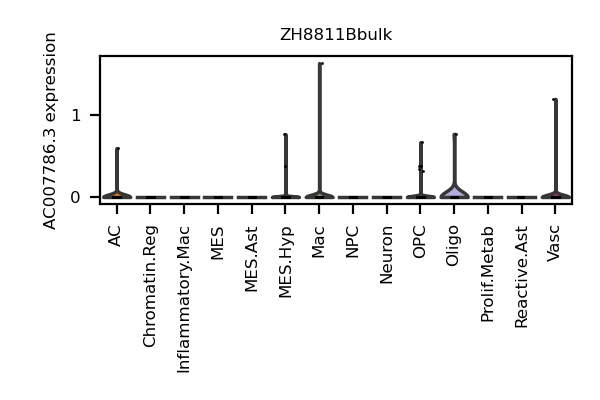 ZH8811Bbulk
AC007786.3 expression
1
0
AC
Chromatin.Reg
Inflammatory.Mac
MES
MES.Ast
MES.Hyp
Mac
NPC
Neuron
OPC
Oligo
Prolif.Metab
Reactive.Ast
Vasc